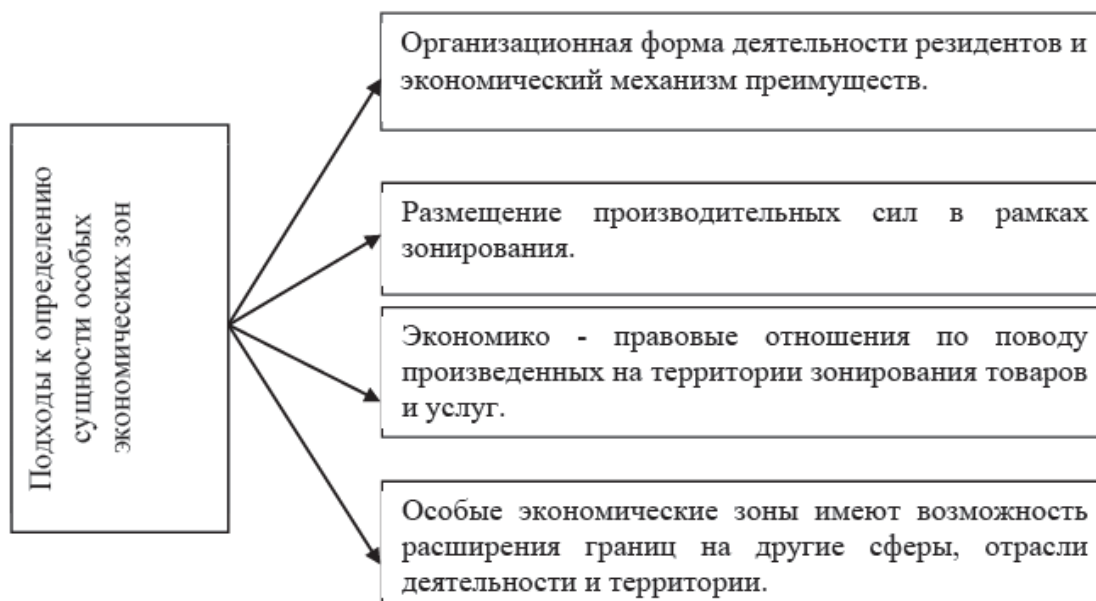 Подходы к определению
сущности особых
экономических зон
Организационная форма деятельности резидентов и
экономический механизм преимуществ.
Размещение производительных сил в рамках
зонирования.
Экономико - правовые отношения по поводу
произведенных на территории зонирования товаров
и услуг.
Особые экономические зоны имеют возможность
расширения границ на другие сферы, отрасли
деятельности и территории.